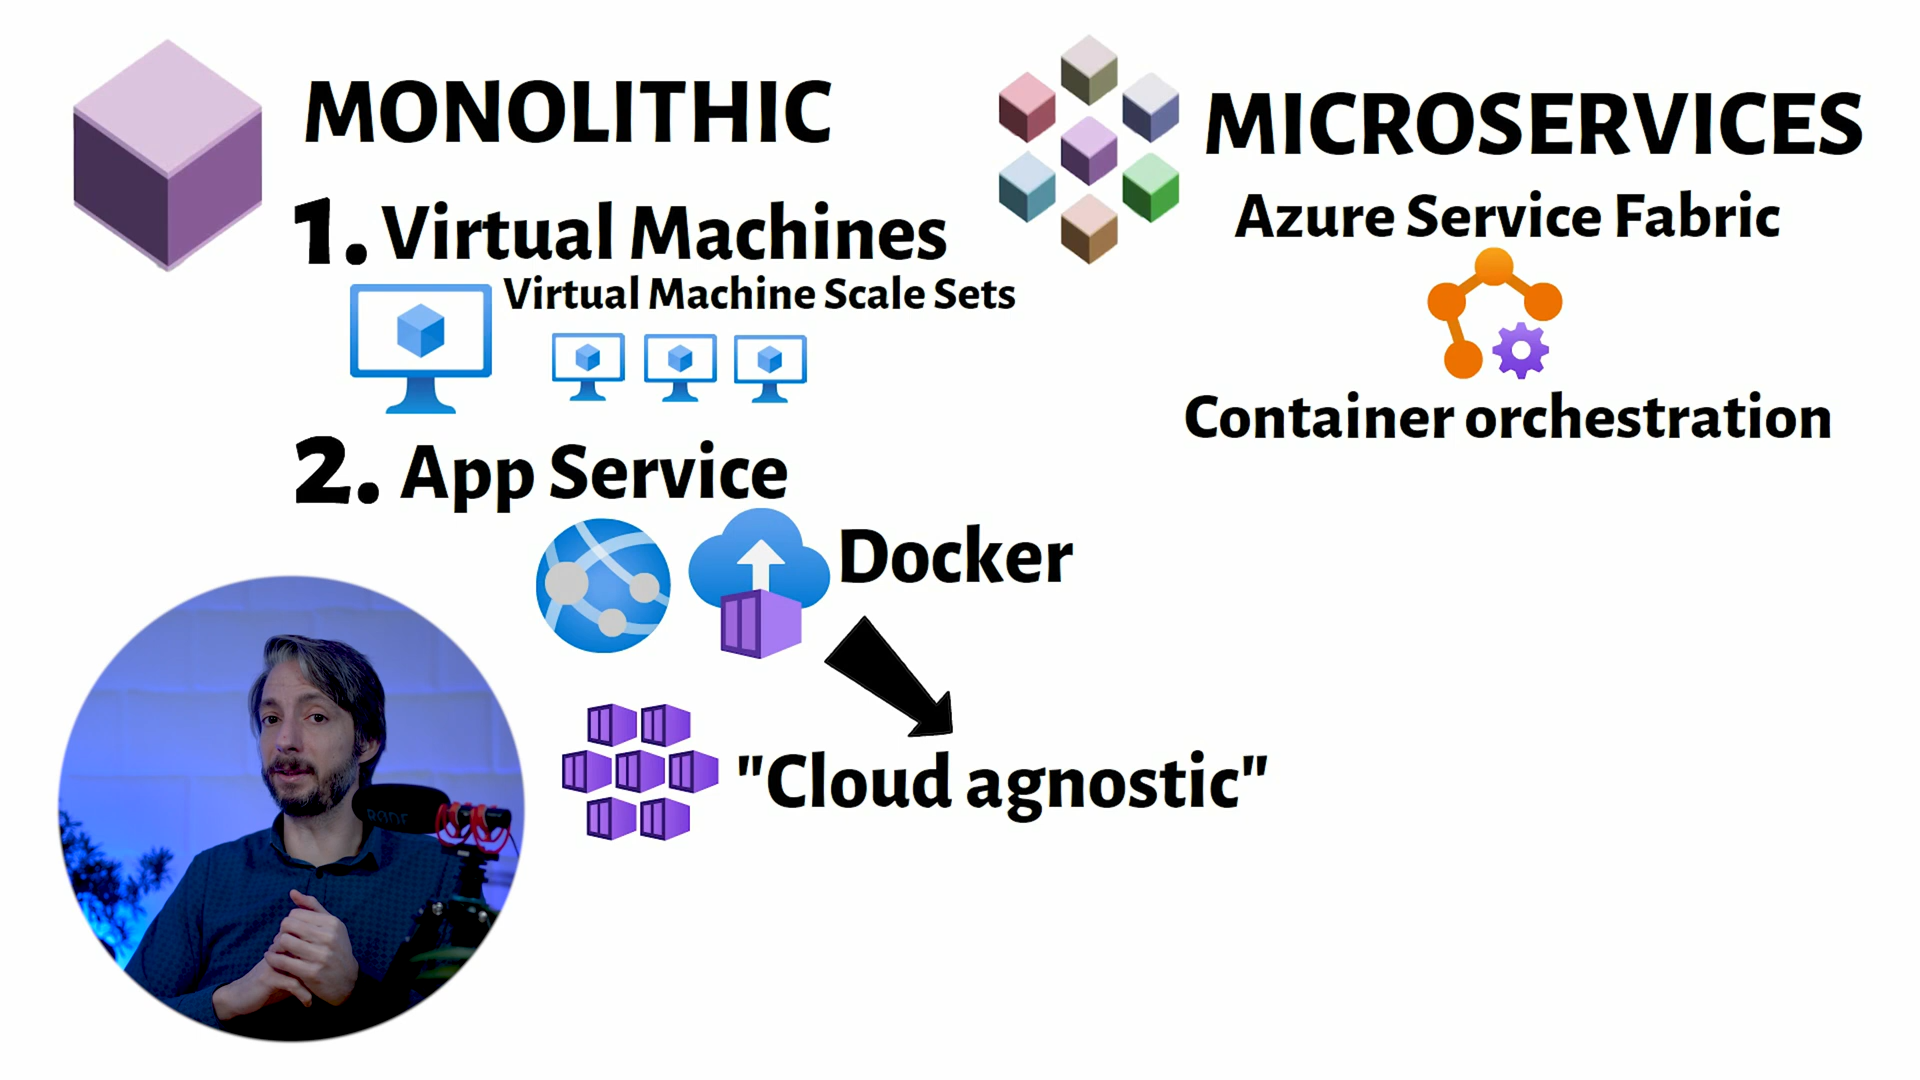 MONOLITHIC
1. Virtual Machines
Virtual Machine Scale Sets
2. App Service
Docker
"Cloud agnostic"
MICROSERVICES
Azure Service Fabric
Container orchestration
RODE